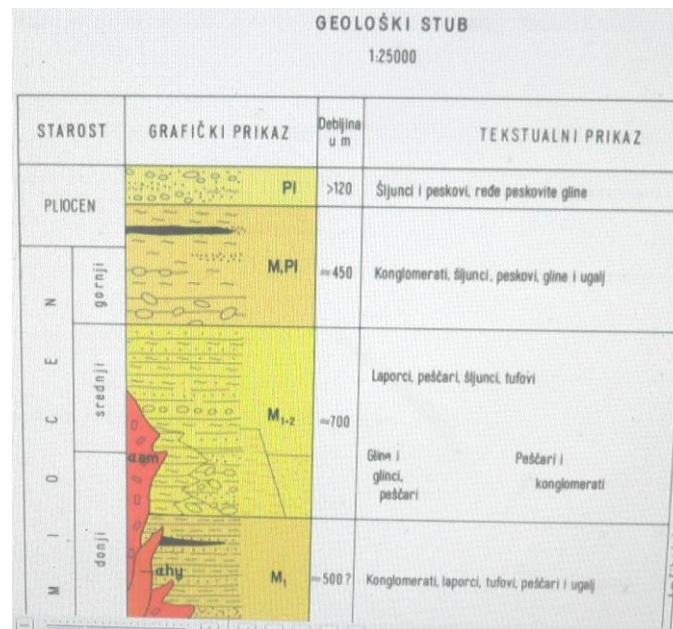 GEOLOŠKI STUB
1:25000
STAROST
GRAFIČKI PRIKAZ
Debljina
u m
TEKSTUALNI PRIKAZ
PLIOCEN
Pl
>120
Šljunci i peskovi, ređe peskovite gline
MIOCEN
gornji
M,Pl
≈450
Konglomerati, šljunci, peskovi, gline i ugalj
srednji
M1-2
≈700
Laporci, peščari, šljunci, tufovi
Gline i
glinci,
peščari
Peščari i
konglomerati
αam
donji
αhy
M1
≈500?
Konglomerati, laporci, tufovi, peščari i ugalj